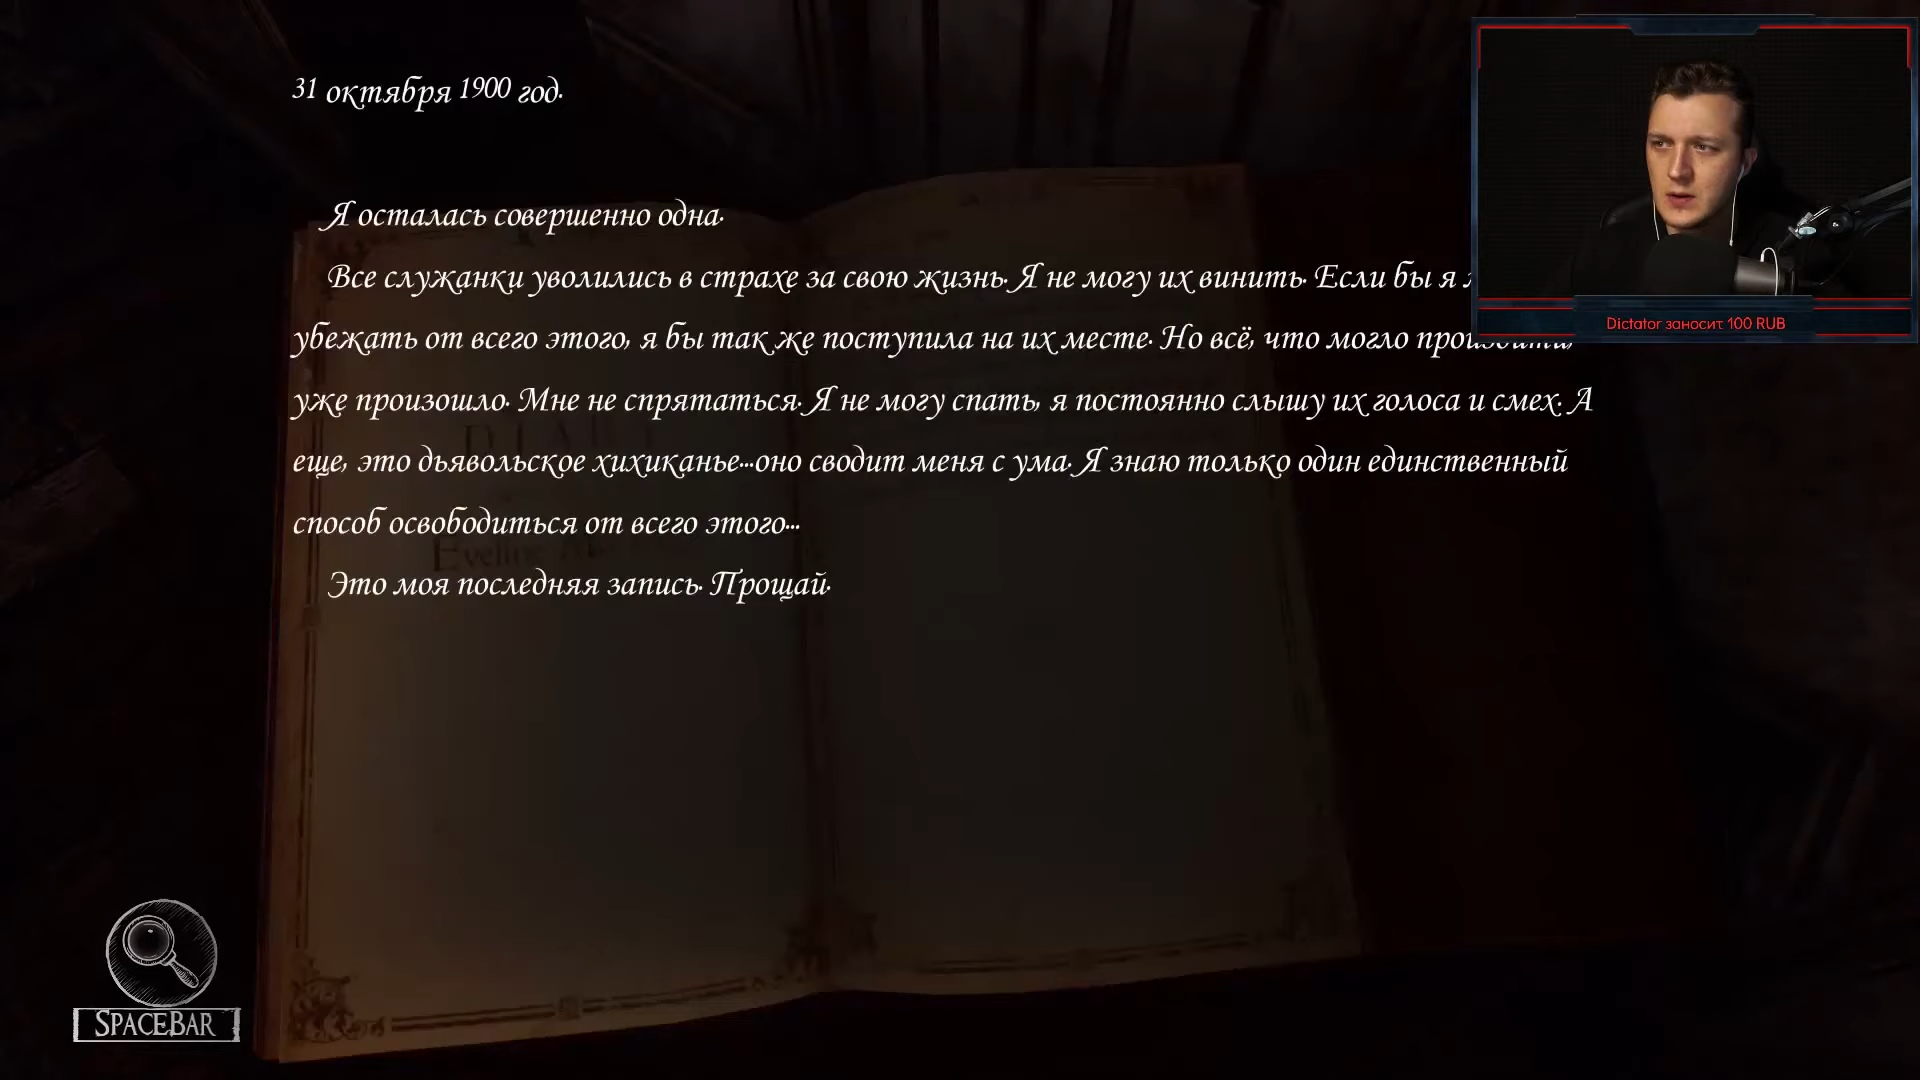 31 октября 1900 год.
Я осталась совершенно одна.
Все служанки уволились в страхе за свою жизнь. Я не могу их винить. Если бы я
убежать от всего этого, я бы так же поступила на их месте. Но всё, что могло
уже произошло. Мне не спрятаться. Я не могу спать, я постоянно слышу их голоса и смех. А
еще, это дьявольское хихиканье...оно сводит меня с ума. Я знаю только один единственный
способ освободиться от всего этого...
Это моя последняя запись. Прощай.
DIARY
Dictator заносит 100 RUB
SPACEBAR